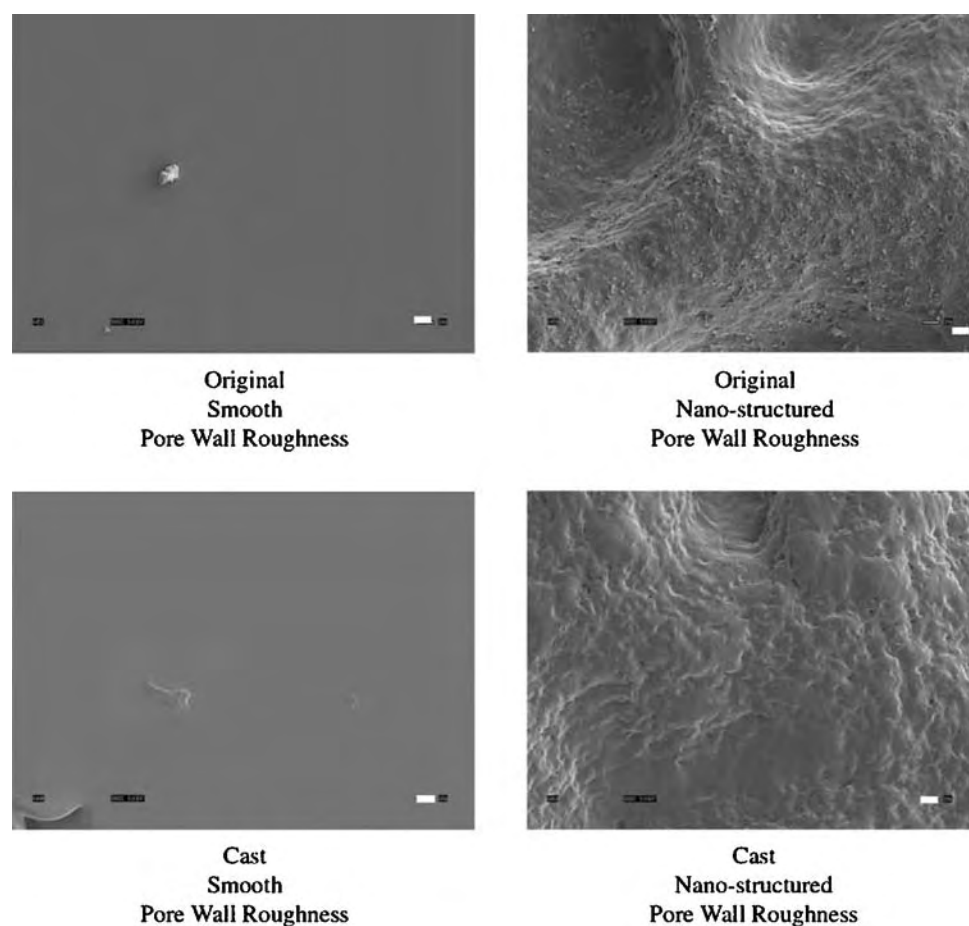 Original
Smooth
Pore Wall Roughness
Original
Nano-structured
Pore Wall Roughness
Cast
Smooth
Pore Wall Roughness
Cast
Nano-structured
Pore Wall Roughness